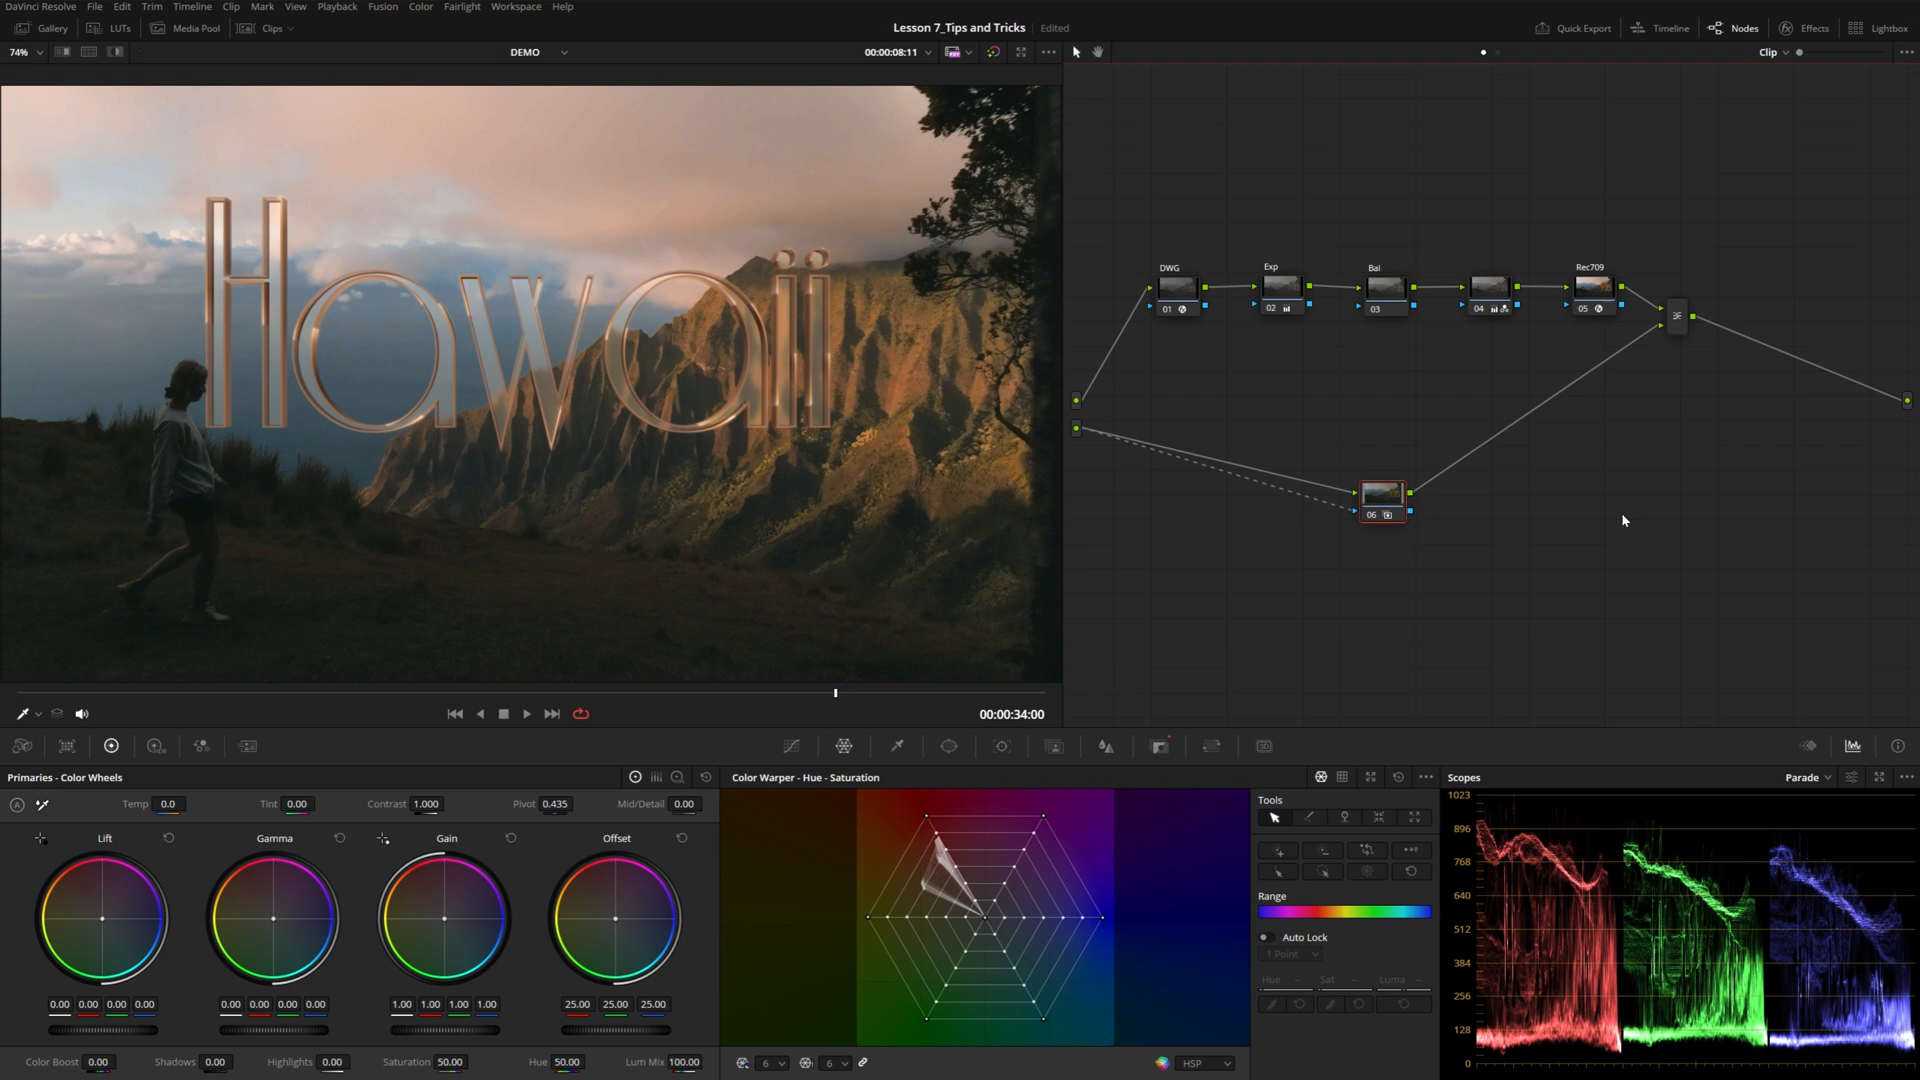 DaVinci Resolve File Edit Trim Timeline Clip Mark View Playback Fusion Color Fairlight Workspace Help
Gallery LUTs Media Pool Clips Lesson 7_Tips and Tricks Edited Quick Export Timeline Nodes Effects Lightbox
74% DEMO 00:00:08:11 Clip
Hawaii
DWG Exp Bal Rec709
01 02 03 04 05
06
00:00:34:00
Primaries - Color Wheels
Temp 0.0 Tint 0.00 Contrast 1.000 Pivot 0.435 Mid/Detail 0.00
Lift Gamma Gain Offset
0.00 0.00 0.00 0.00 0.00 0.00 0.00 0.00 1.00 1.00 1.00 1.00 25.00 25.00 25.00
Color Boost 0.00 Shadows 0.00 Highlights 0.00 Saturation 50.00 Hue 50.00 Lum Mix 100.00
Color Warper - Hue - Saturation
6 6 HSP
Tools
Range
Auto Lock
1 Point
Hue Sat Luma
Scopes Parade
1023
896
768
640
512
384
256
128
0